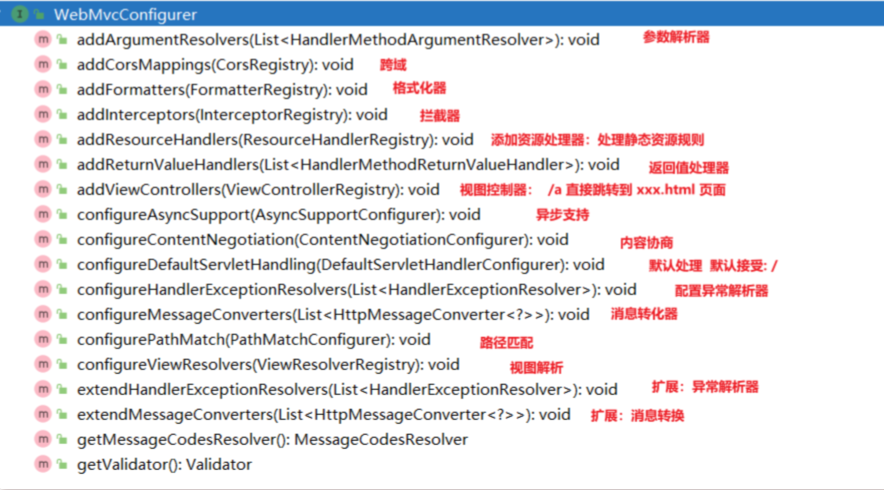 WebMvcConfigurer
addArgumentResolvers(List<HandlerMethodArgumentResolver>): void 参数解析器
addCorsMappings(CorsRegistry): void 跨域
addFormatters(FormatterRegistry): void 格式化器
addInterceptors(InterceptorRegistry): void 拦截器
addResourceHandlers(ResourceHandlerRegistry): void 添加资源处理器：处理静态资源规则
addReturnValueHandlers(List<HandlerMethodReturnValueHandler>): void 返回值处理器
addViewControllers(ViewControllerRegistry): void 视图控制器： /a 直接跳转到 xxx.html 页面
configureAsyncSupport(AsyncSupportConfigurer): void 异步支持
configureContentNegotiation(ContentNegotiationConfigurer): void 内容协商
configureDefaultServletHandling(DefaultServletHandlerConfigurer): void 默认处理 默认接受: /
configureHandlerExceptionResolvers(List<HandlerExceptionResolver>): void 配置异常解析器
configureMessageConverters(List<HttpMessageConverter<?>>): void 消息转化器
configurePathMatch(PathMatchConfigurer): void 路径匹配
configureViewResolvers(ViewResolverRegistry): void 视图解析
extendHandlerExceptionResolvers(List<HandlerExceptionResolver>): void 扩展：异常解析器
extendMessageConverters(List<HttpMessageConverter<?>>): void 扩展：消息转换
getMessageCodesResolver(): MessageCodesResolver
getValidator(): Validator